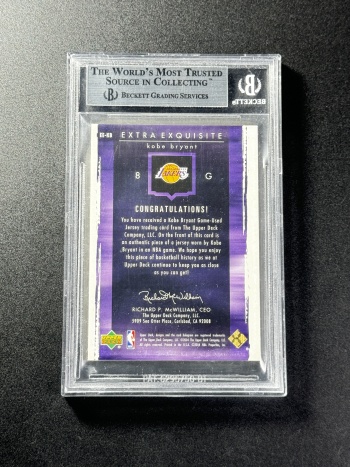 THE WORLD'S MOST TRUSTED
SOURCE IN COLLECTING™
BECKETT GRADING SERVICES
EXTRA EXQUISITE
kobe bryant
LAKERS
8 G
CONGRATULATIONS!
You have received a Kobe Bryant Game-Used
Jersey trading card from The Upper Deck
Company, LLC. On the front of this card is
an authentic piece of a jersey worn by Kobe
Bryant in an NBA game. We hope you enjoy
this piece of basketball history as we at
Upper Deck continue to keep you as close
as you can get!
RICHARD P. McWILLIAM, CEO
The Upper Deck Company, LLC.
5909 Sea Otter Place, Carlsbad, CA 92008